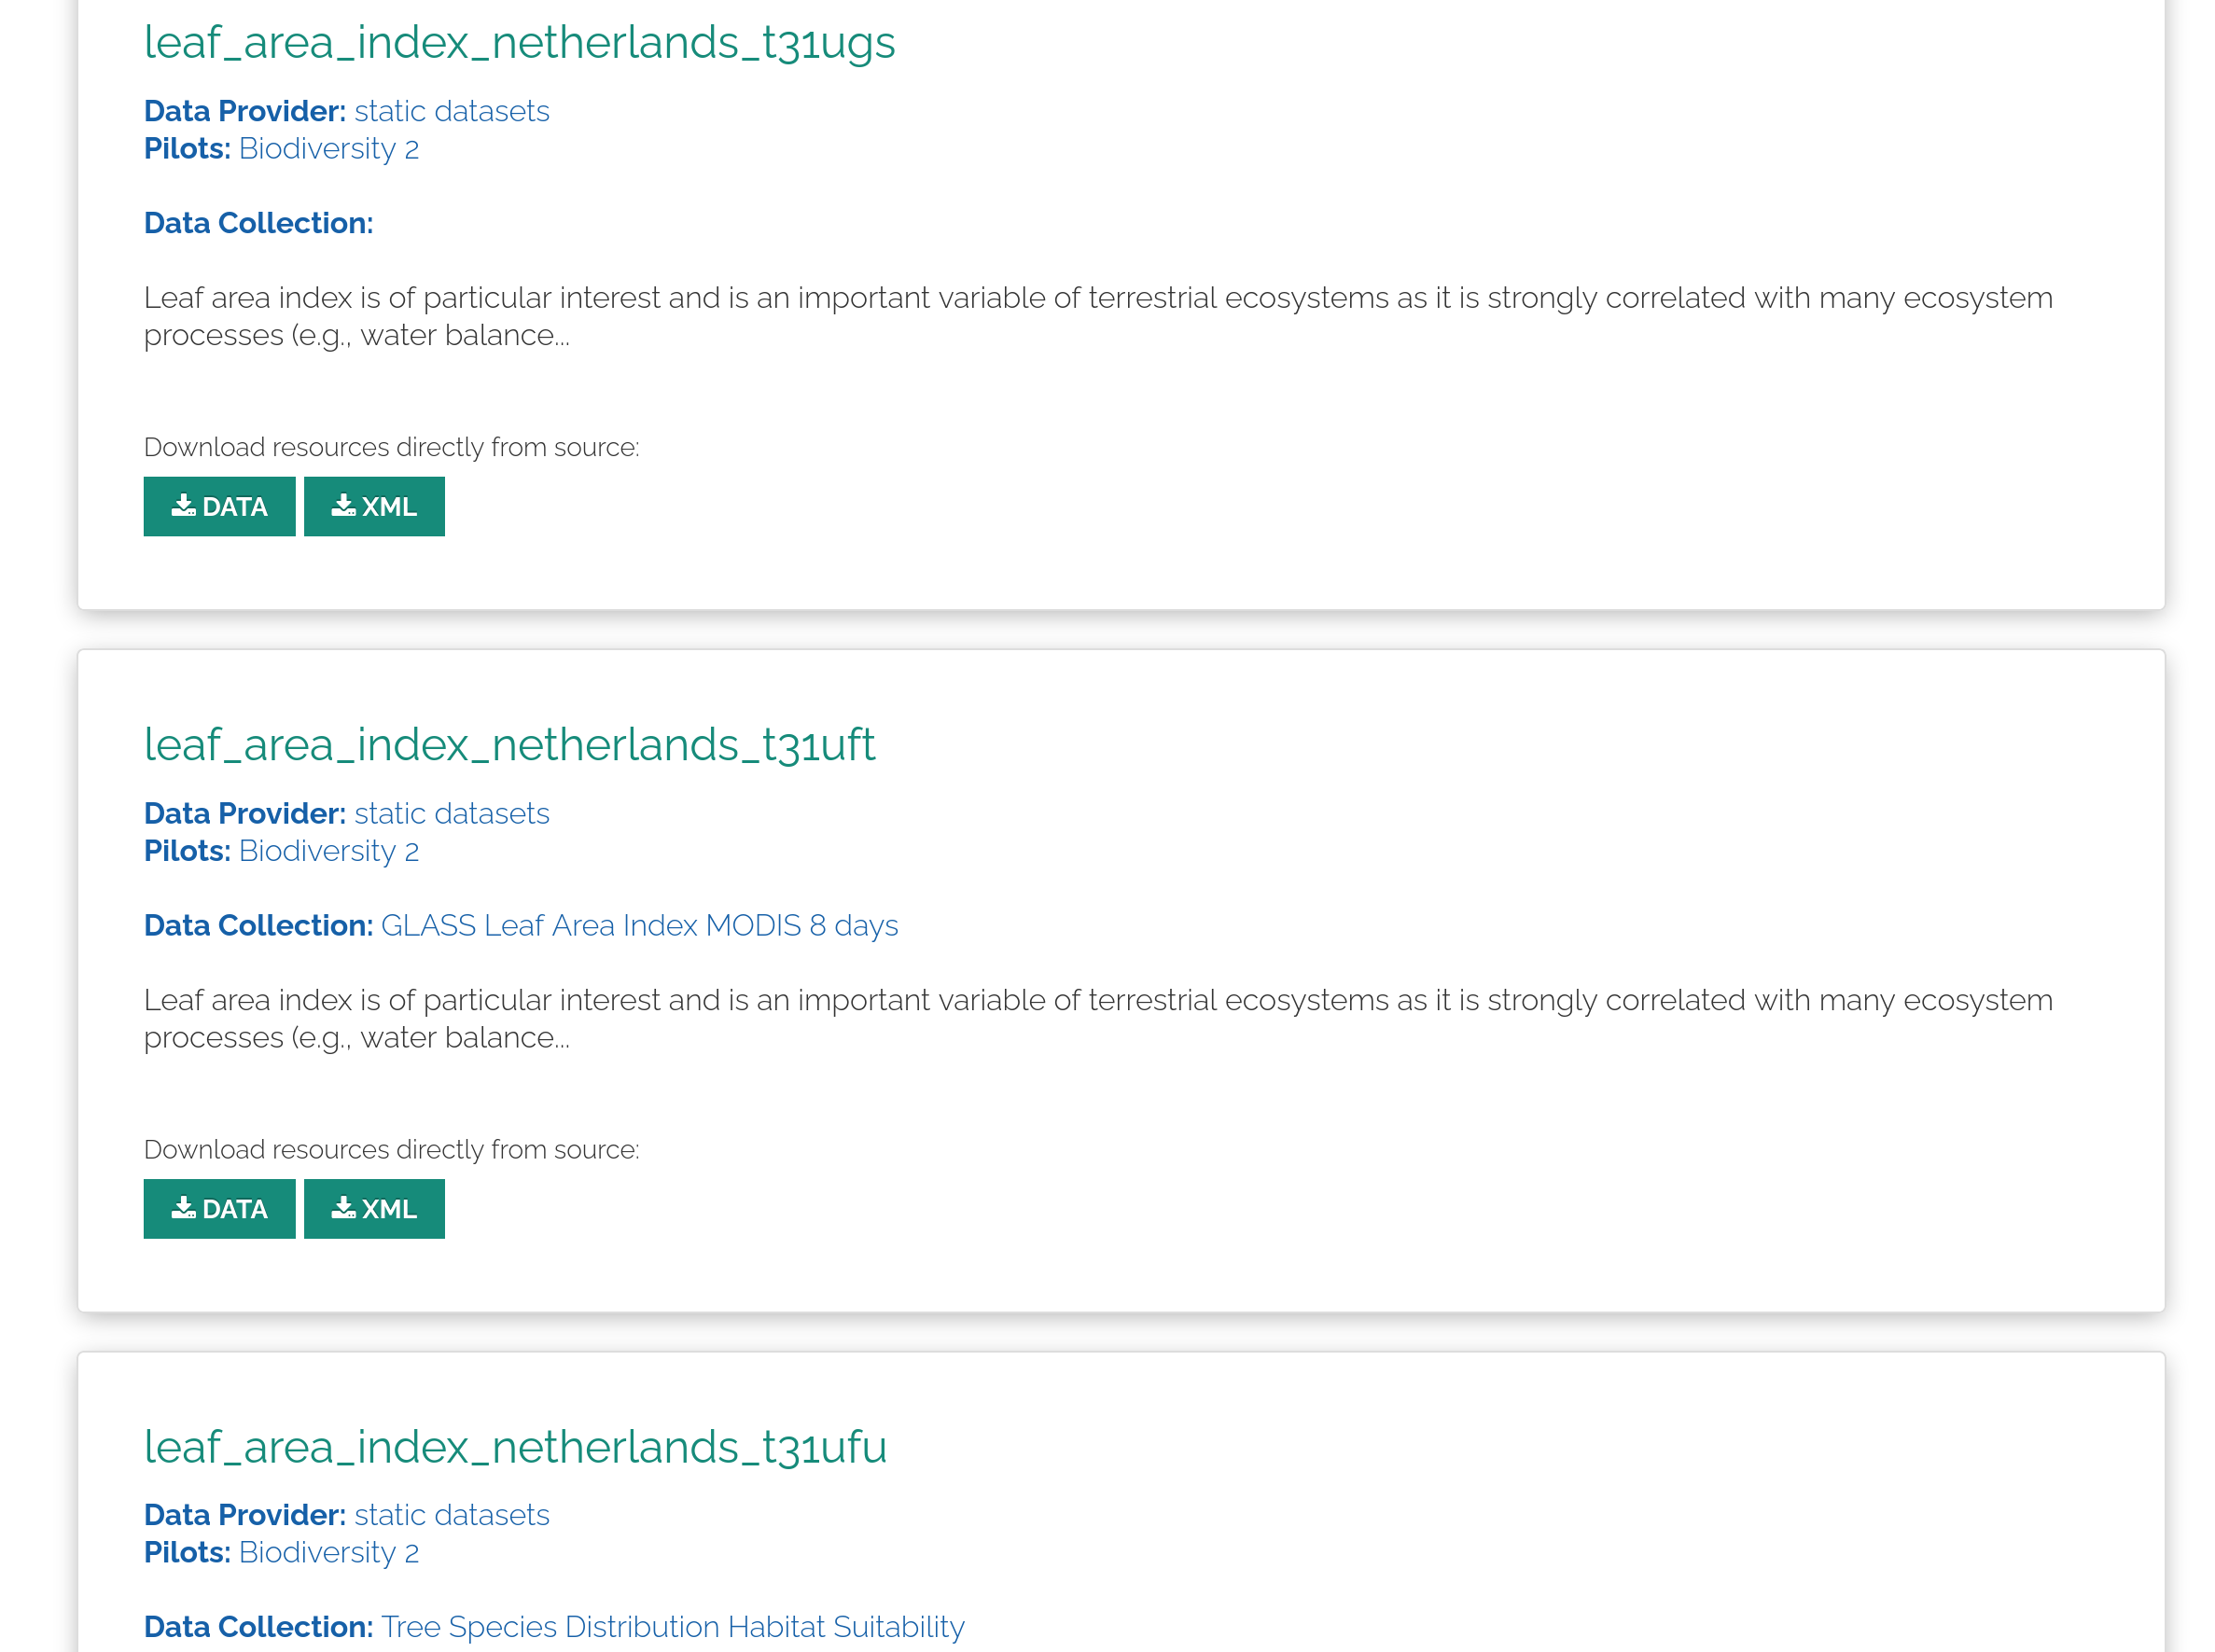 leaf_area_index_netherlands_t31ugs
Data Provider: static datasets
Pilots: Biodiversity 2
Data Collection:
Leaf area index is of particular interest and is an important variable of terrestrial ecosystems as it is strongly correlated with many ecosystem
processes (e.g., water balance...
Download resources directly from source:
DATA XML
leaf_area_index_netherlands_t31uft
Data Provider: static datasets
Pilots: Biodiversity 2
Data Collection: GLASS Leaf Area Index MODIS 8 days
Leaf area index is of particular interest and is an important variable of terrestrial ecosystems as it is strongly correlated with many ecosystem
processes (e.g., water balance...
Download resources directly from source:
DATA XML
leaf_area_index_netherlands_t31ufu
Data Provider: static datasets
Pilots: Biodiversity 2
Data Collection: Tree Species Distribution Habitat Suitability